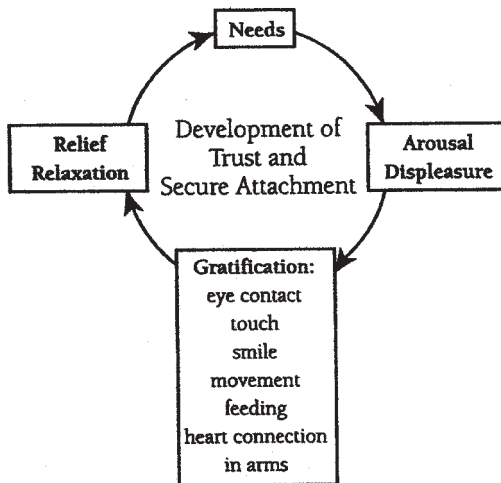 Needs
Relief
Relaxation
Development of
Trust and
Secure Attachment
Arousal
Displeasure
Gratification:
eye contact
touch
smile
movement
feeding
heart connection
in arms